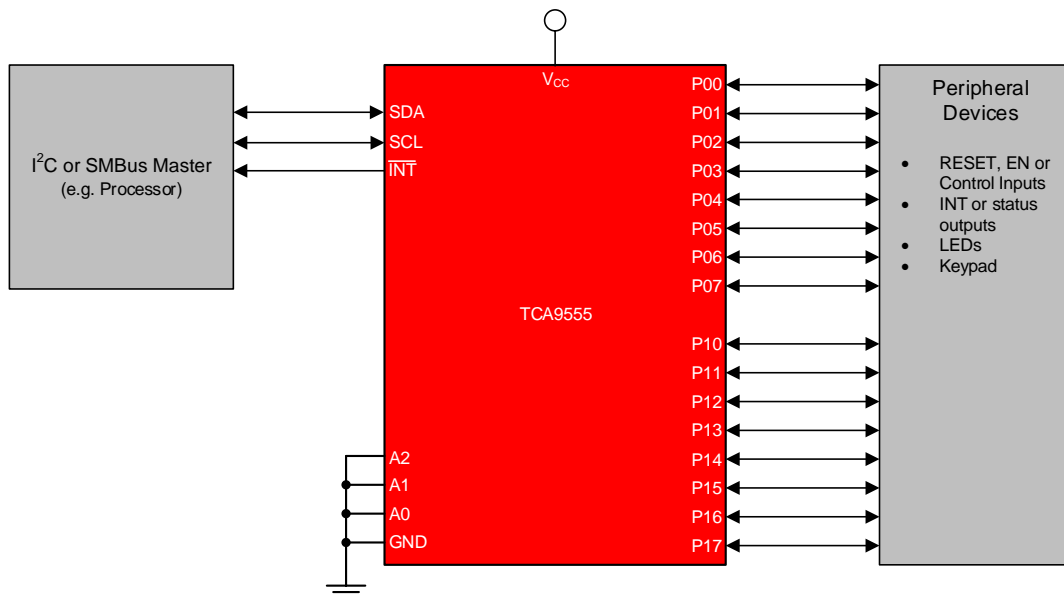 I²C or SMBus Master
(e.g. Processor)
V_CC
SDA
SCL
I̅N̅T̅
TCA9555
A2
A1
A0
GND
P00
P01
P02
P03
P04
P05
P06
P07
P10
P11
P12
P13
P14
P15
P16
P17
Peripheral
Devices
• RESET, EN or
Control Inputs
• INT or status
outputs
• LEDs
• Keypad